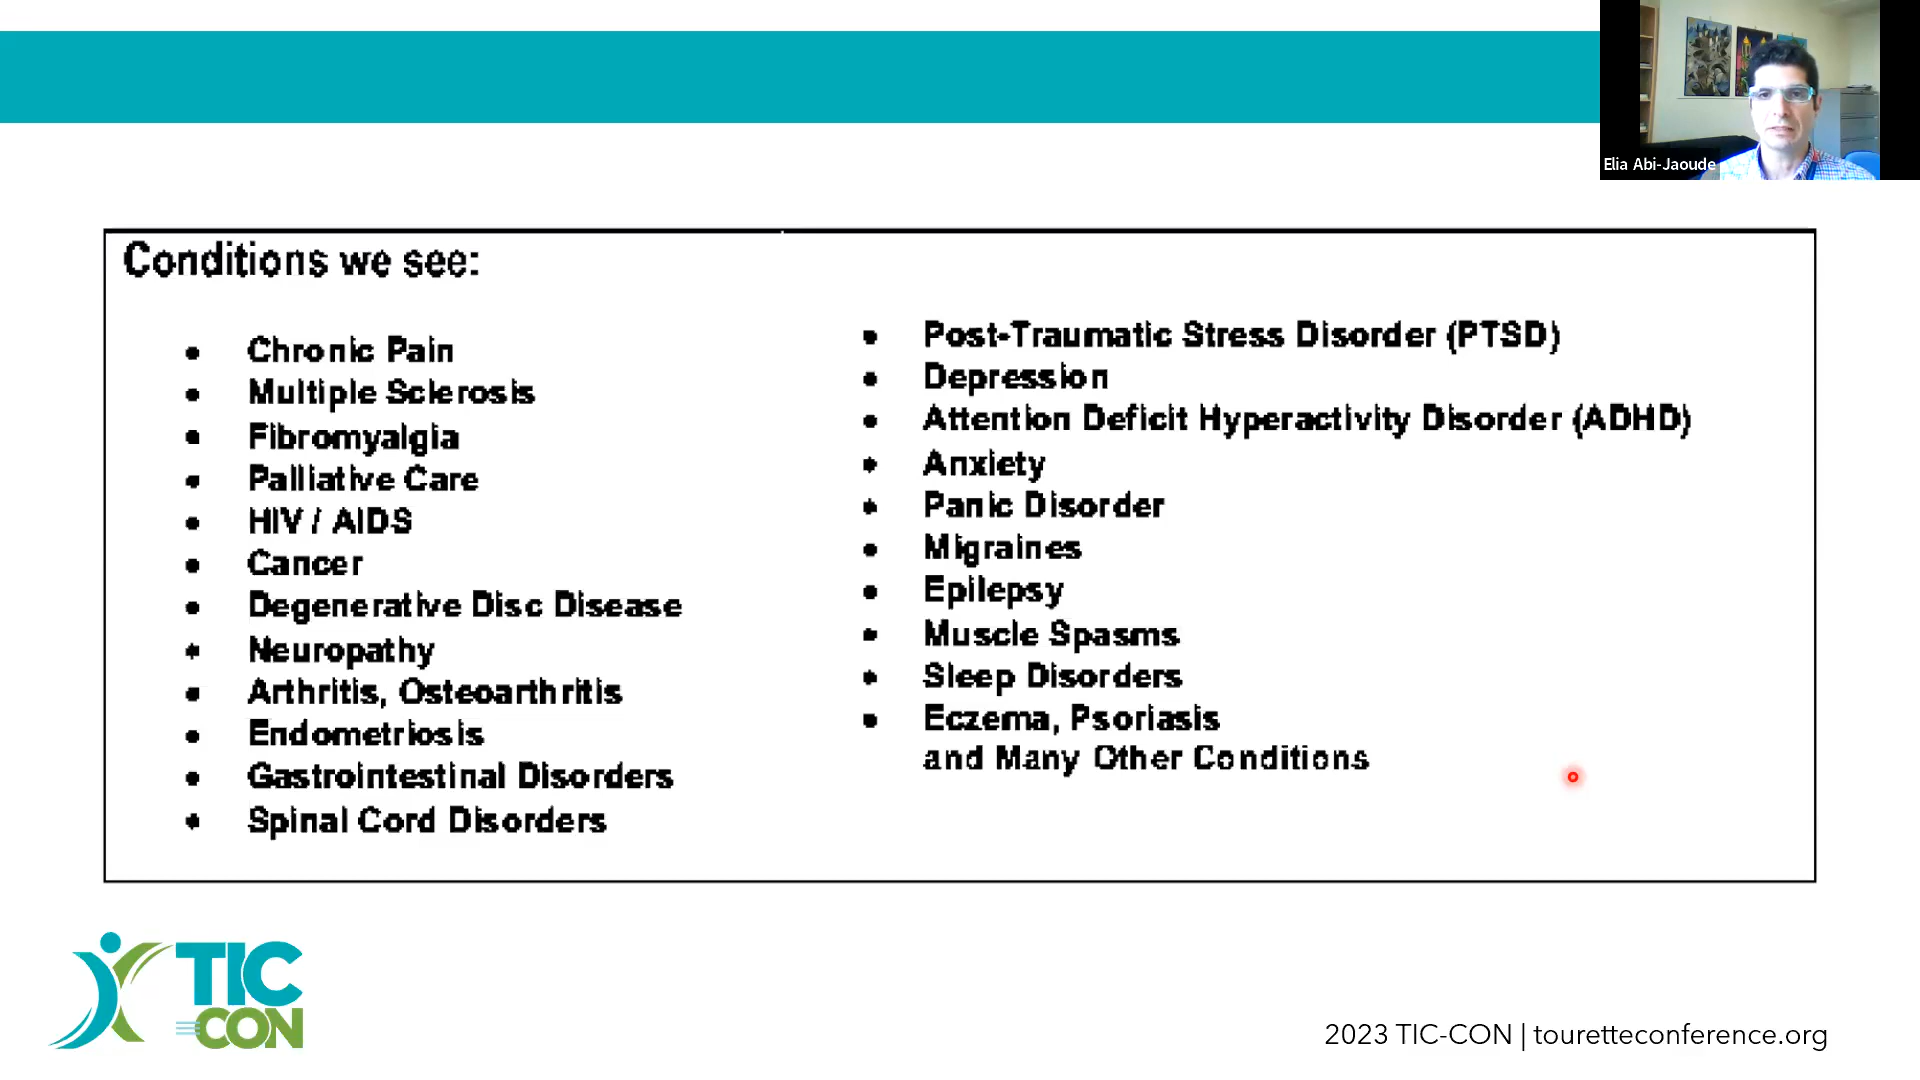 Elia Abi-Jaoude
Conditions we see:
• Chronic Pain
• Multiple Sclerosis
• Fibromyalgia
• Palliative Care
• HIV / AIDS
• Cancer
• Degenerative Disc Disease
• Neuropathy
• Arthritis, Osteoarthritis
• Endometriosis
• Gastrointestinal Disorders
• Spinal Cord Disorders
• Post-Traumatic Stress Disorder (PTSD)
• Depression
• Attention Deficit Hyperactivity Disorder (ADHD)
• Anxiety
• Panic Disorder
• Migraines
• Epilepsy
• Muscle Spasms
• Sleep Disorders
• Eczema, Psoriasis
and Many Other Conditions
TIC
CON
2023 TIC-CON | touretteconference.org